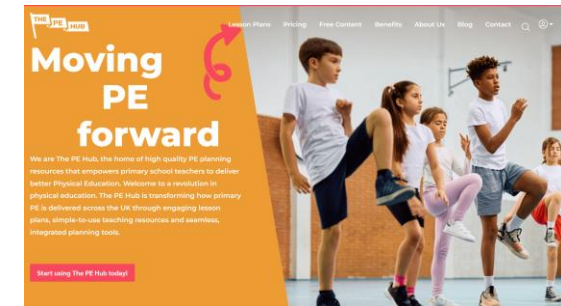 THE PE HUB
Lesson Plans Pricing Free Content Benefits About Us Blog Contact
Moving
PE
forward
We are The PE Hub, the home of high quality PE planning
resources that empowers primary school teachers to deliver
better Physical Education. Welcome to a revolution in
physical education. The PE Hub is transforming how primary
PE is delivered across the UK through engaging lesson
plans, simple-to-use teaching resources and seamless,
integrated planning tools.
Start using The PE Hub today!